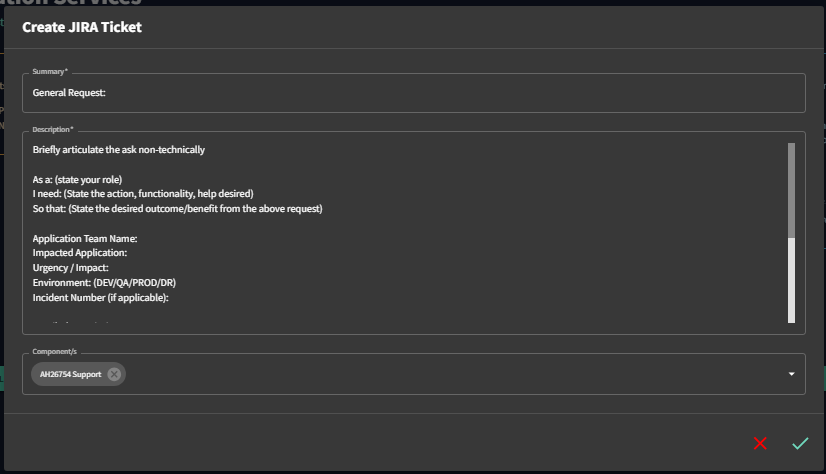 ation Services
Create JIRA Ticket
Summary*
General Request:
Description*
Briefly articulate the ask non-technically
As a: (state your role)
I need: (State the action, functionality, help desired)
So that: (State the desired outcome/benefit from the above request)
Application Team Name:
Impacted Application:
Urgency / Impact:
Environment: (DEV/QA/PROD/DR)
Incident Number (if applicable):
Component/s
AH26754 Support